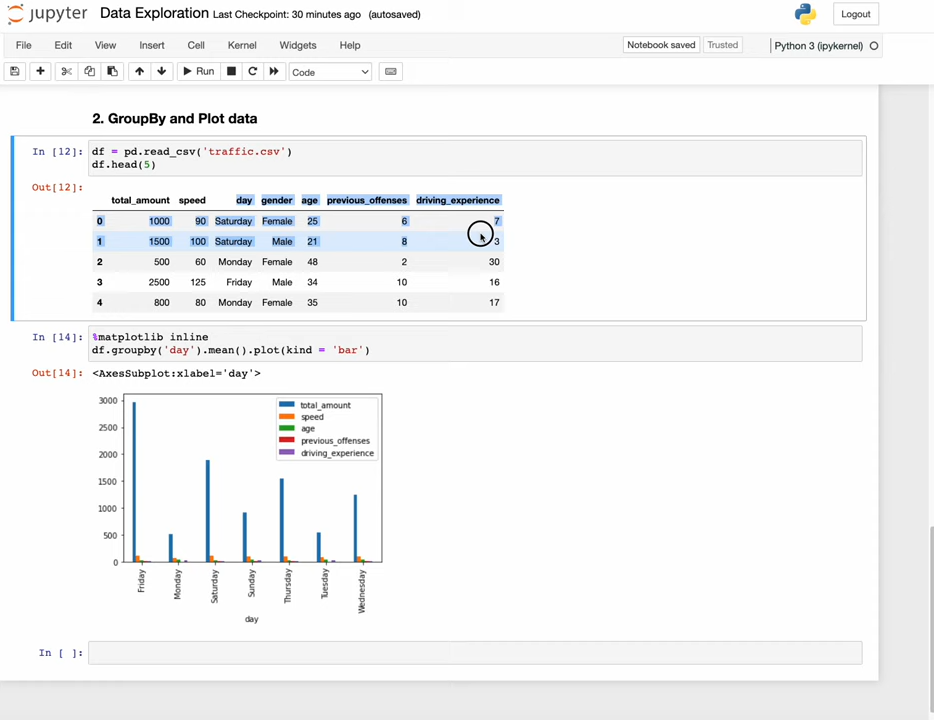 jupyter Data Exploration Last Checkpoint: 30 minutes ago (autosaved) Logout
File Edit View Insert Cell Kernel Widgets Help Notebook saved Trusted Python 3 (ipykernel)
Run Code
2. GroupBy and Plot data
In [12]: df = pd.read_csv('traffic.csv')
df.head(5)
Out[12]:
total_amount speed day gender age previous_offenses driving_experience
0 1000 90 Saturday Female 25 6 7
1 1500 100 Saturday Male 21 8 3
2 500 60 Monday Female 48 2 30
3 2500 125 Friday Male 34 10 16
4 800 80 Monday Female 35 10 17
In [14]: %matplotlib inline
df.groupby('day').mean().plot(kind = 'bar')
Out[14]: <AxesSubplot:xlabel='day'>
3000
2500
2000
1500
1000
500
0
total_amount
speed
age
previous_offenses
driving_experience
Friday
Monday
Saturday
Sunday
Thursday
Tuesday
Wednesday
day
In [ ]: